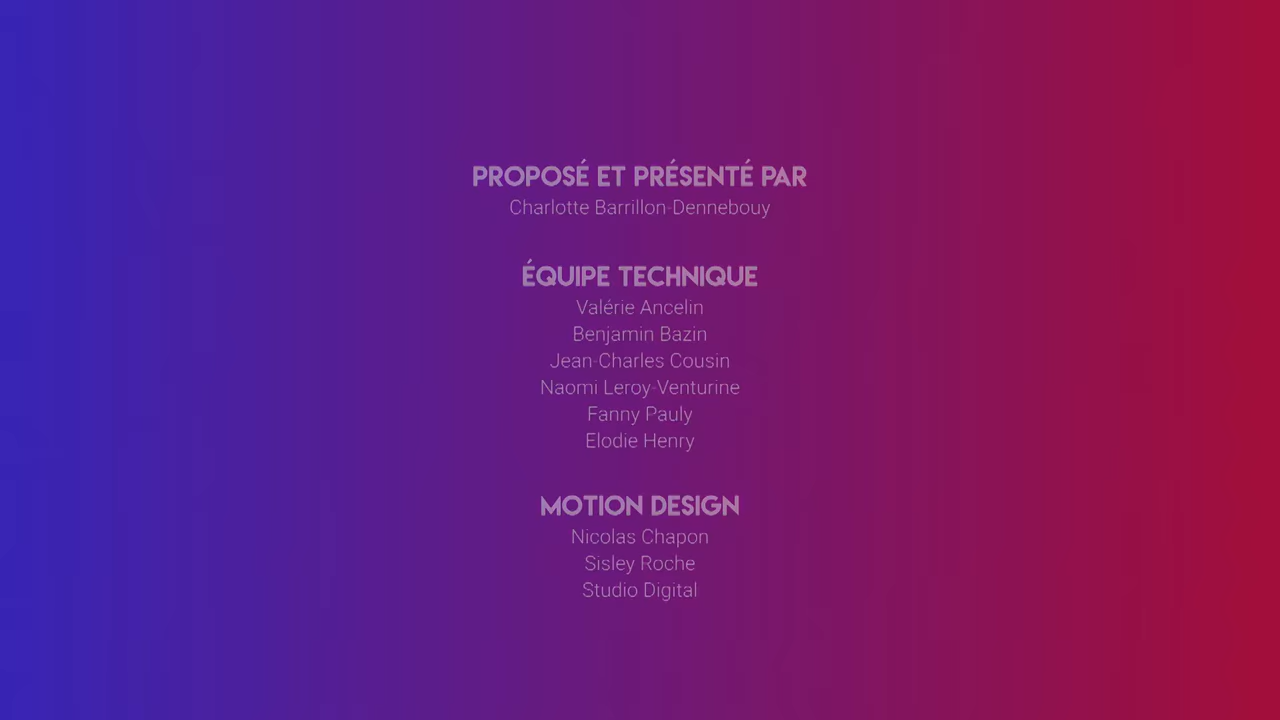 PROPOSÉ ET PRÉSENTÉ PAR
Charlotte Barrillon-Dennebouy
ÉQUIPE TECHNIQUE
Valérie Ancelin
Benjamin Bazin
Jean-Charles Cousin
Naomi Leroy-Venturine
Fanny Pauly
Elodie Henry
MOTION DESIGN
Nicolas Chapon
Sisley Roche
Studio Digital